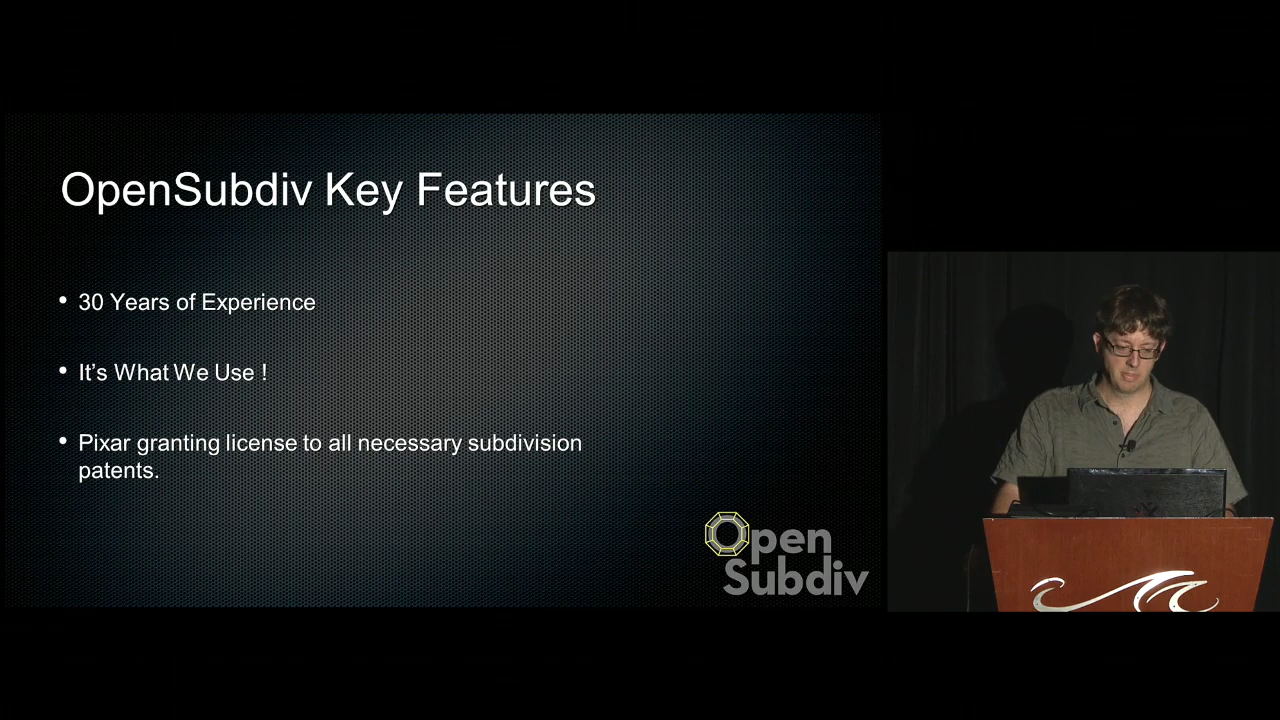 OpenSubdiv Key Features
• 30 Years of Experience
• It's What We Use !
• Pixar granting license to all necessary subdivision
patents.
Open
Subdiv